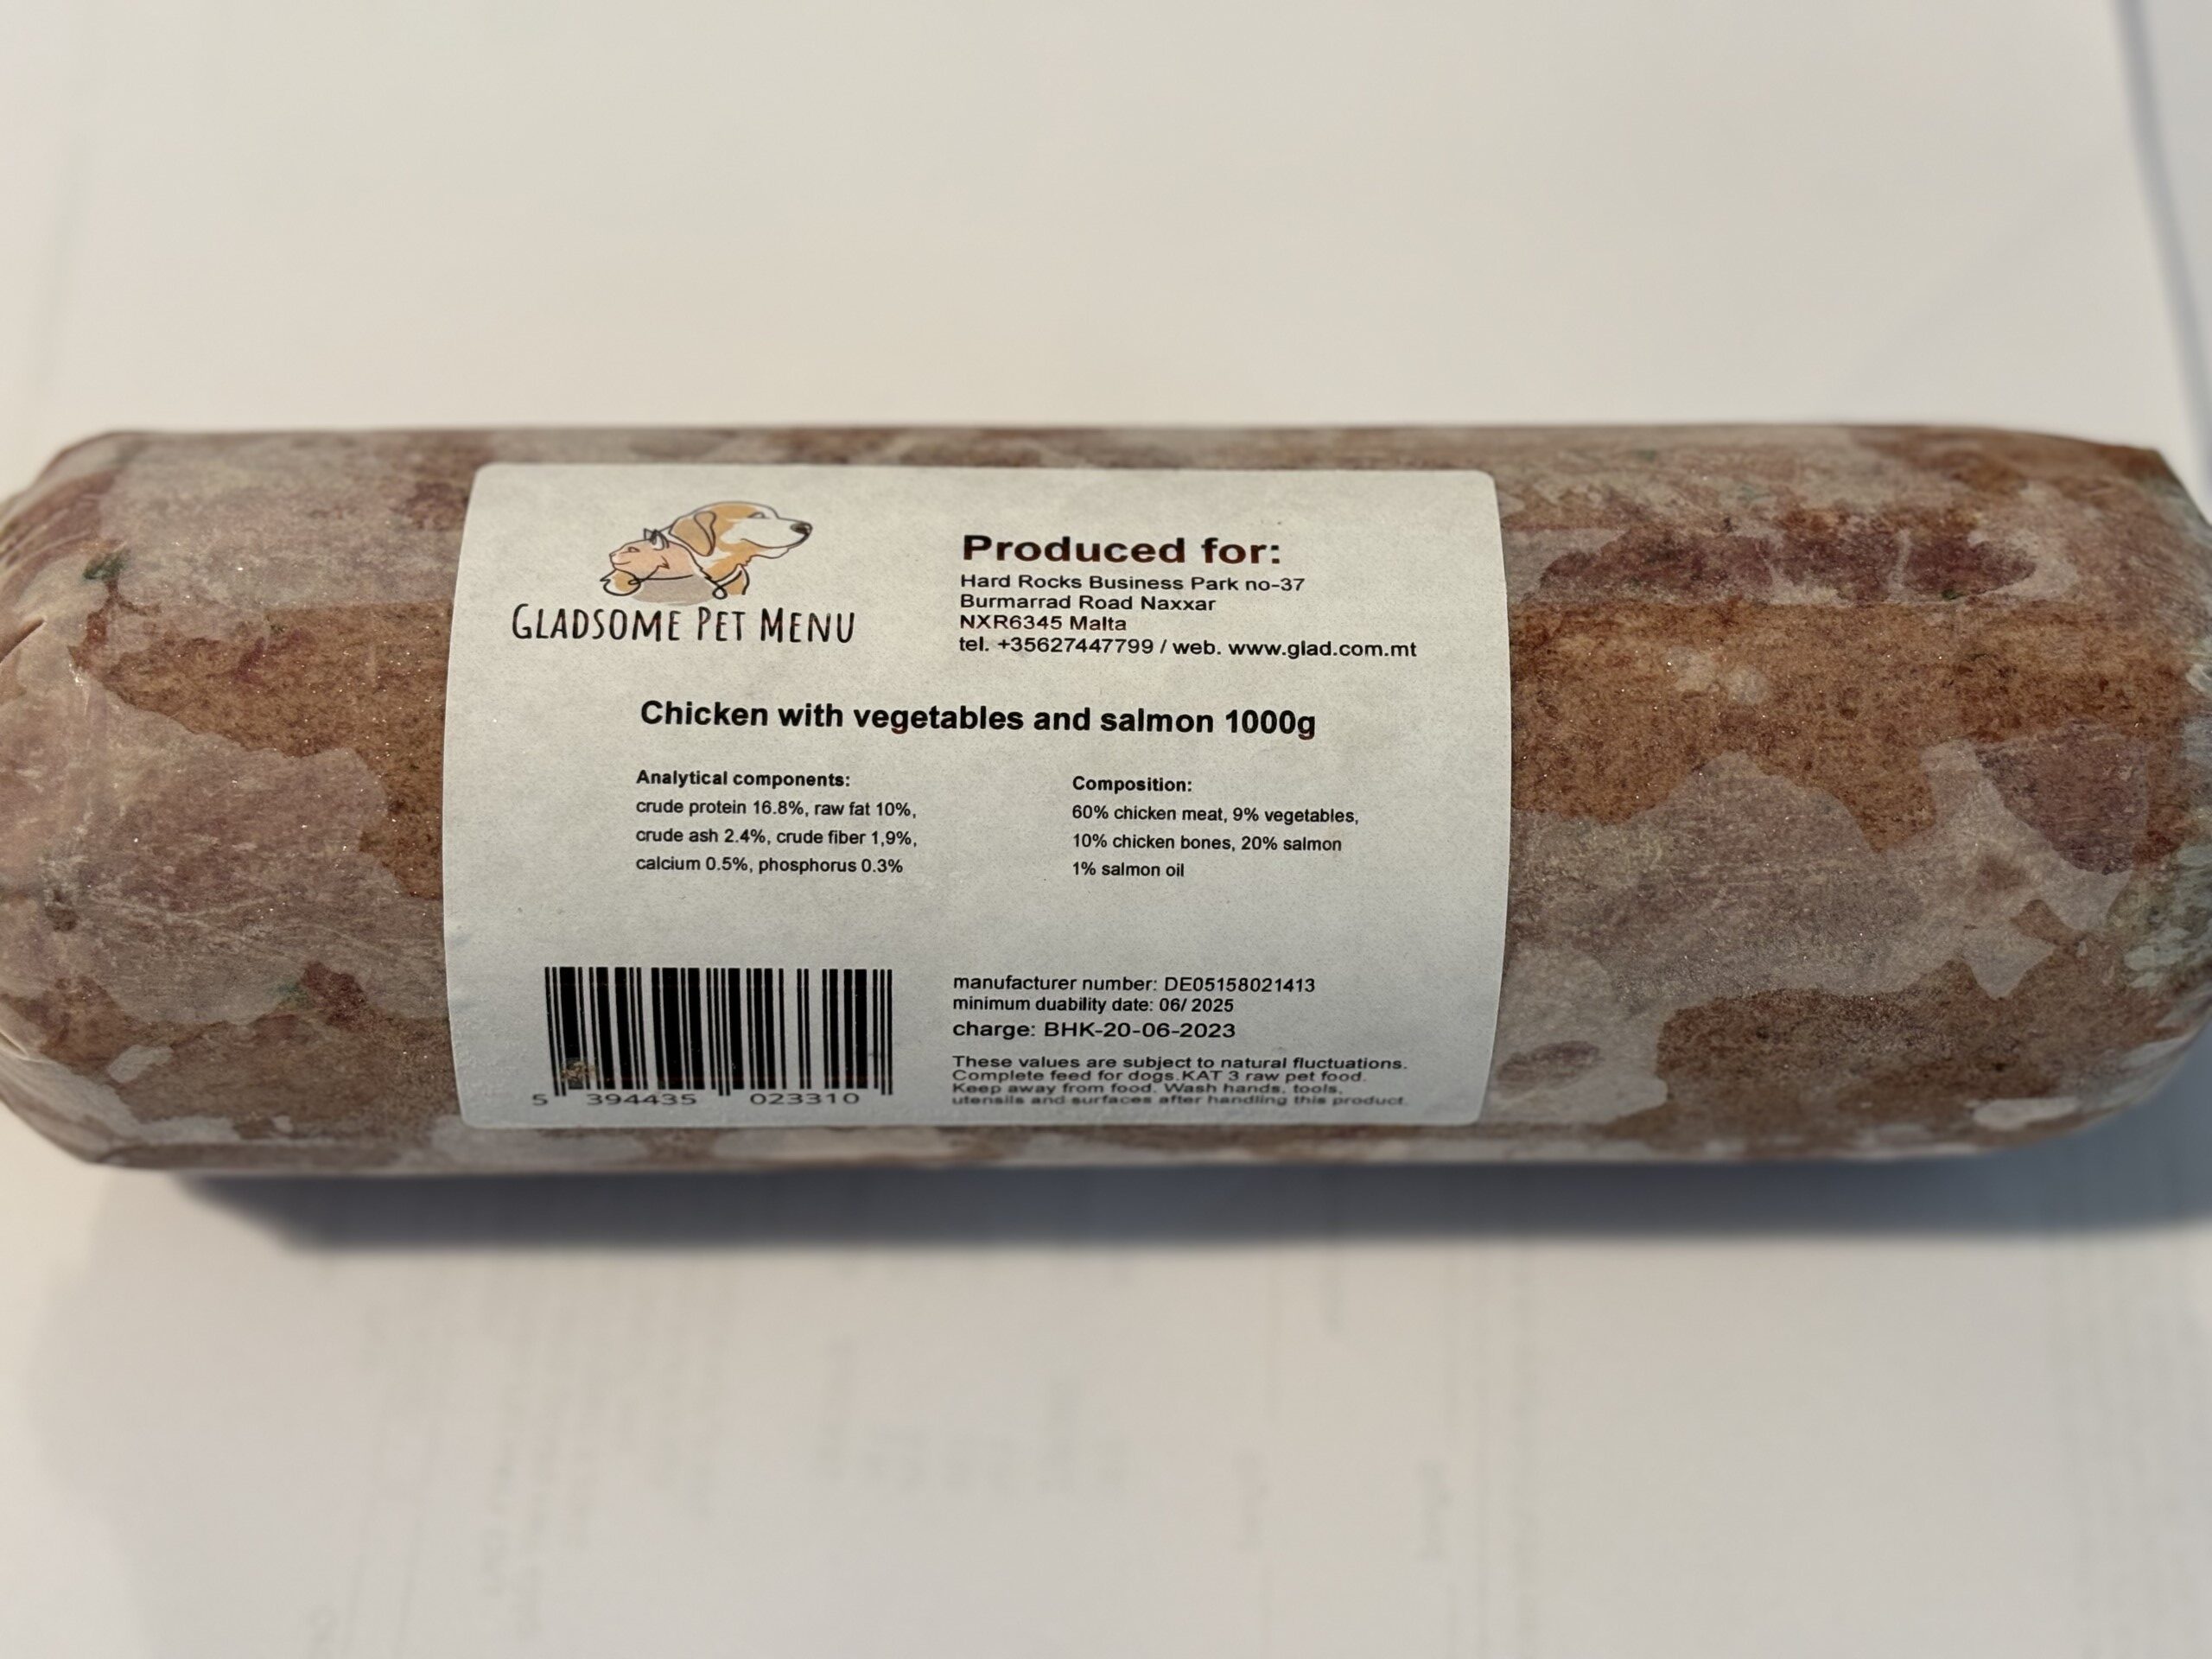 GLADSOME PET MENU
Produced for:
Hard Rocks Business Park no-37
Burmarrad Road Naxxar
NXR6345 Malta
tel. +35627447799 / web. www.glad.com.mt
Chicken with vegetables and salmon 1000g
Analytical components:
crude protein 16.8%, raw fat 10%,
crude ash 2.4%, crude fiber 1,9%,
calcium 0.5%, phosphorus 0.3%
Composition:
60% chicken meat, 9% vegetables,
10% chicken bones, 20% salmon
1% salmon oil
5 394435 023310
manufacturer number: DE05158021413
minimum duability date: 06/ 2025
charge: BHK-20-06-2023
These values are subject to natural fluctuations.
Complete feed for dogs.KAT 3 raw pet food.
Keep away from food. Wash hands, tools,
utensils and surfaces after handling this product.